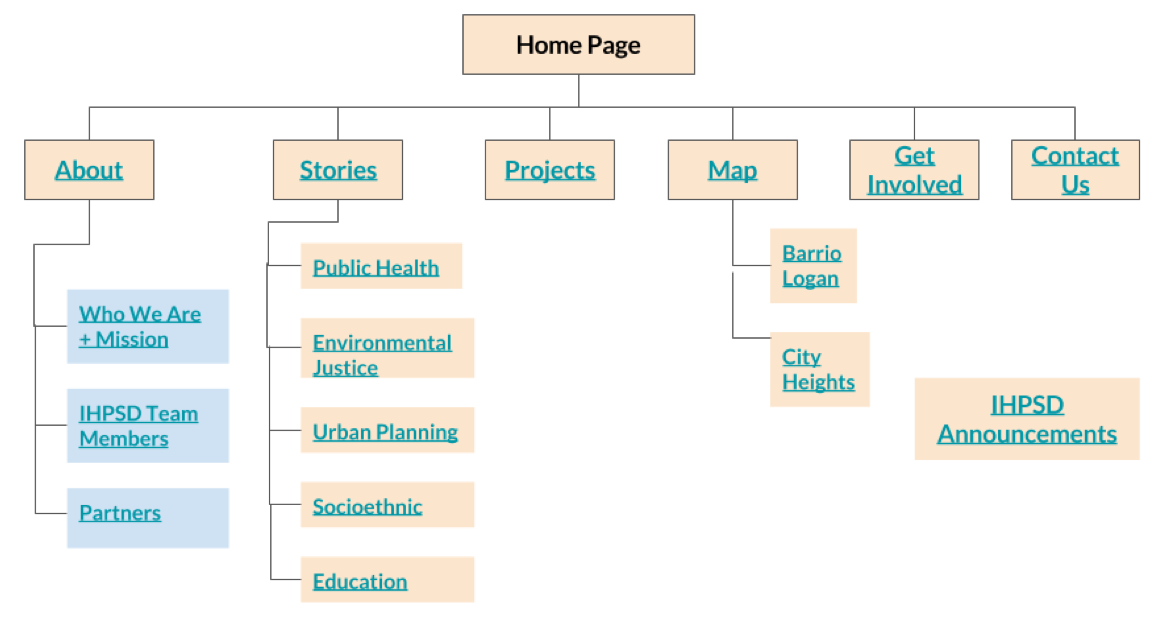 Home Page
About
Stories
Projects
Map
Get
Involved
Contact
Us
Who We Are
+ Mission
IHPSD Team
Members
Partners
Public Health
Environmental
Justice
Urban Planning
Socioethnic
Education
Barrio
Logan
City
Heights
IHPSD
Announcements